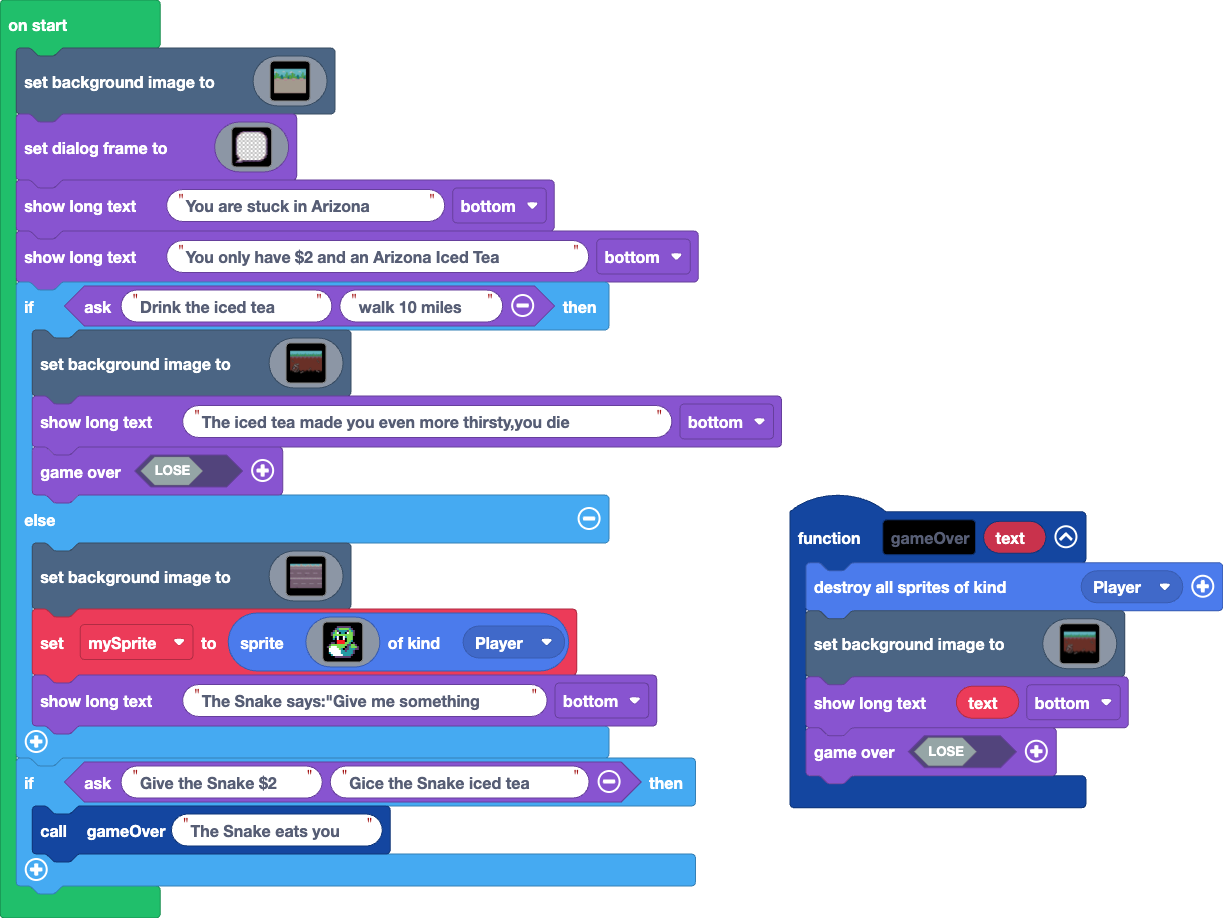 on start
set background image to
set dialog frame to
show long text "You are stuck in Arizona" bottom
show long text "You only have $2 and an Arizona Iced Tea" bottom
if ask "Drink the iced tea" "walk 10 miles" then
set background image to
show long text "The iced tea made you even more thirsty,you die" bottom
game over LOSE
else
set background image to
set mySprite to sprite of kind Player
show long text "The Snake says:"Give me something" bottom
if ask "Give the Snake $2" "Gice the Snake iced tea" then
call gameOver "The Snake eats you"
function gameOver text
destroy all sprites of kind Player
set background image to
show long text text bottom
game over LOSE